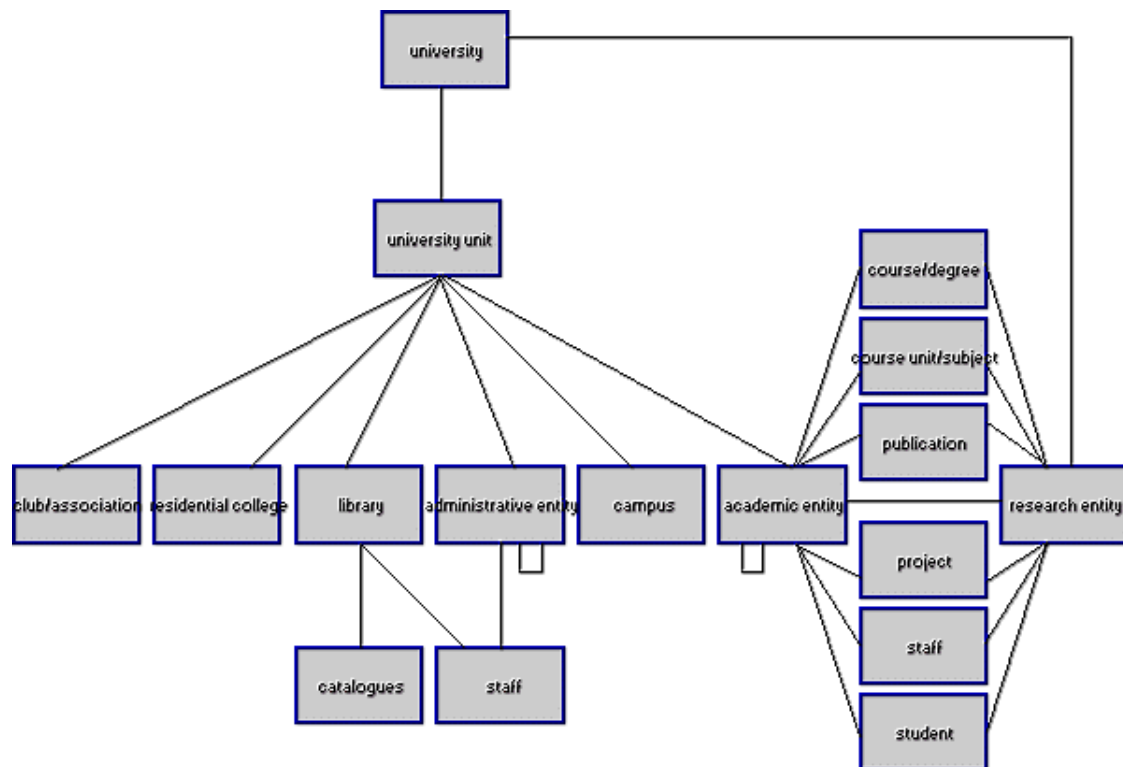 university
university unit
course/degree
course unit/subject
publication
club/association
residential college
library
administrative entity
campus
academic entity
research entity
project
staff
student
catalogues
staff